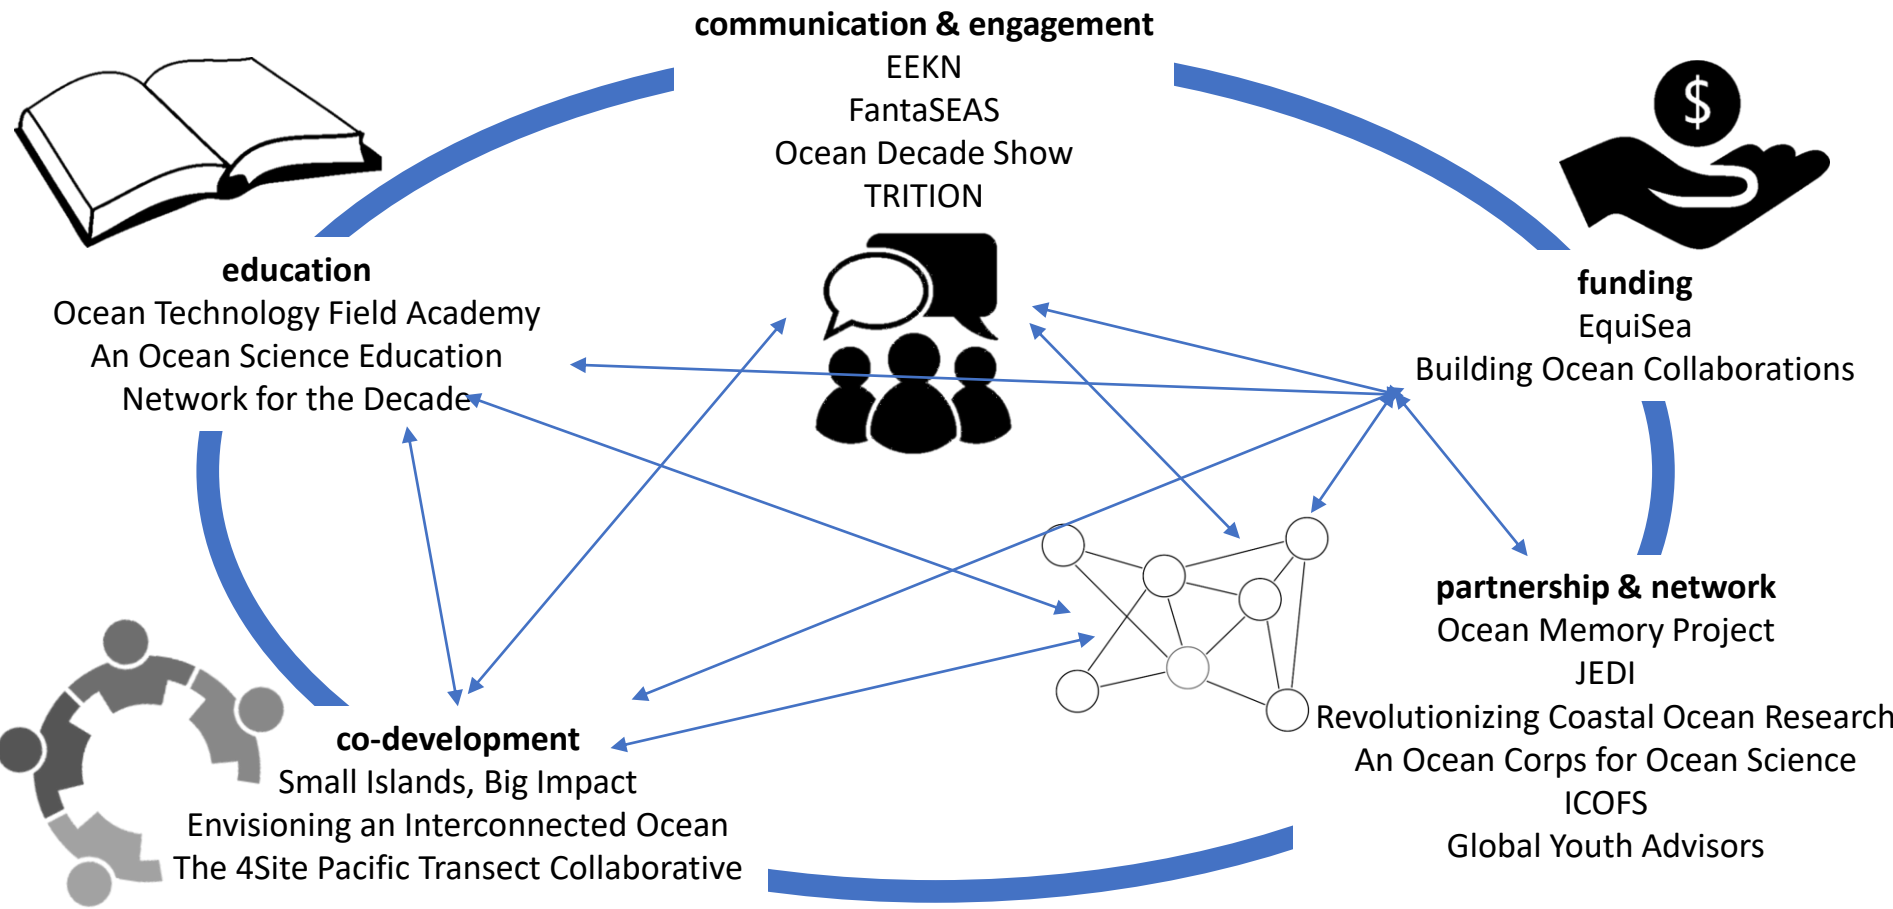 communication & engagement
EEKN
FantaSEAS
Ocean Decade Show
TRITION
$
education
Ocean Technology Field Academy
An Ocean Science Education
Network for the Decade
funding
EquiSea
Building Ocean Collaborations
partnership & network
Ocean Memory Project
JEDI
Revolutionizing Coastal Ocean Research
An Ocean Corps for Ocean Science
ICOFS
Global Youth Advisors
co-development
Small Islands, Big Impact
Envisioning an Interconnected Ocean
The 4Site Pacific Transect Collaborative